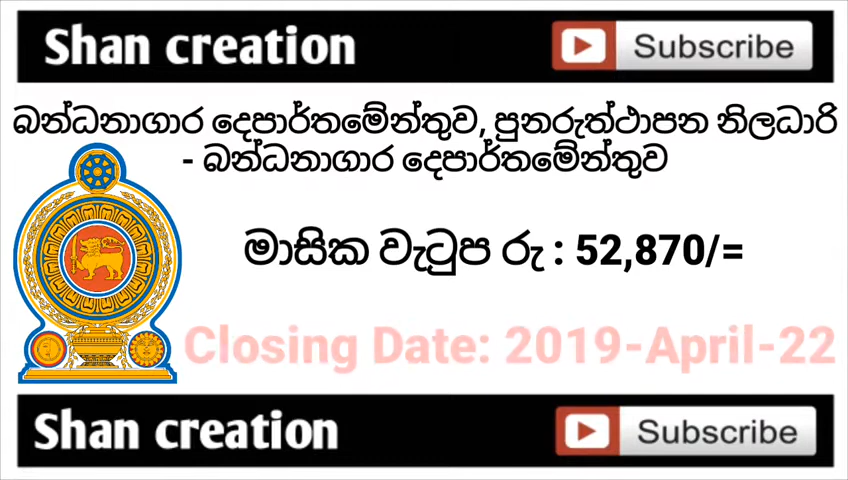 Shan creation
Subscribe
බන්ධනාගාර දෙපාර්තමේන්තුව, පුනරුත්ථාපන නිලධාරි
- බන්ධනාගාර දෙපාර්තමේන්තුව
මාසික වැටුප රු : 52,870/=
Closing Date: 2019-April-22
Shan creation
Subscribe